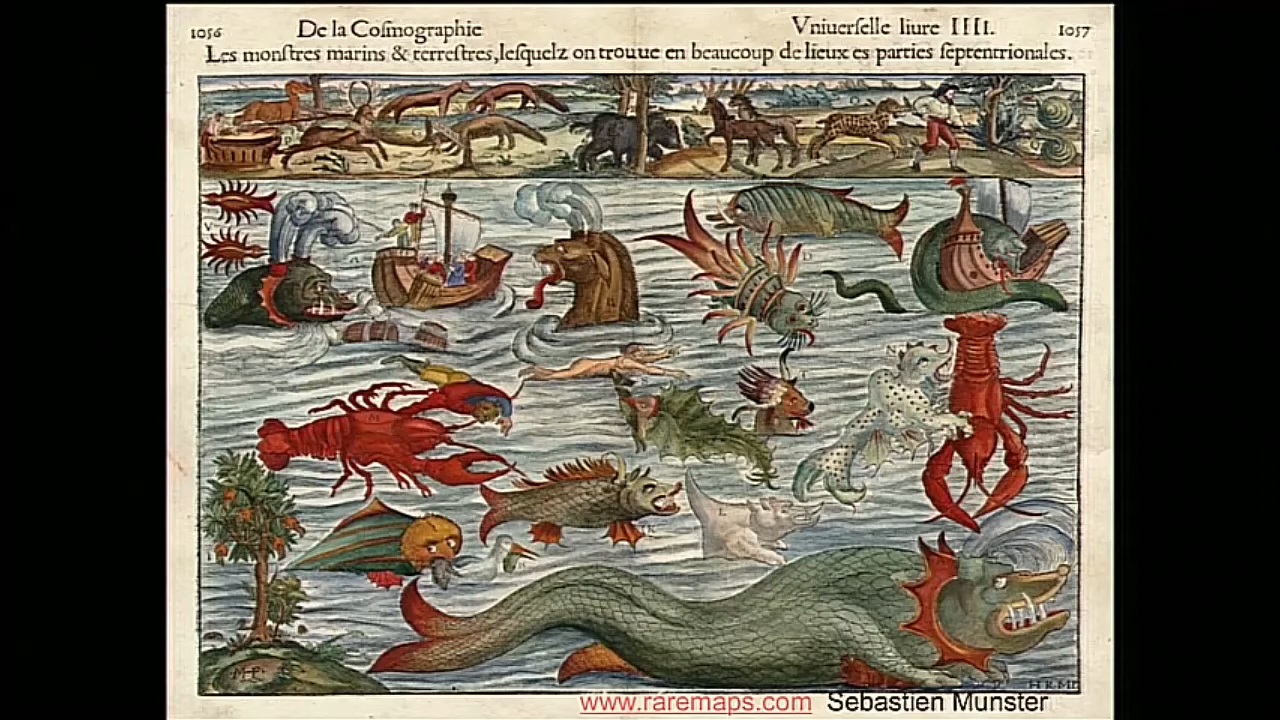 1056 De la Cosmographie Vniuerselle liure IIII. 1057
Les monstres marins & terrestres, lesquelz on trouue en beaucoup de lieux es parties septentrionales.
M
L
www.raremaps.com Sebastien Munster